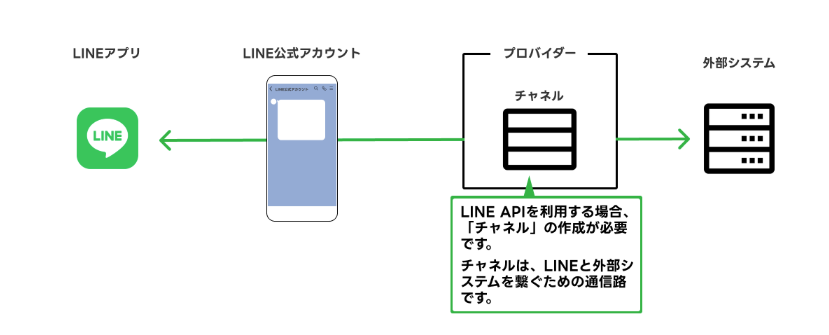 LINEアプリ
LINE公式アカウント
プロバイダー
外部システム
チャネル
LINE公式アカウント
LINE
LINE APIを利用する場合、
「チャネル」の作成が必要
です。
チャネルは、LINEと外部シ
ステムを繋ぐための通信路
です。